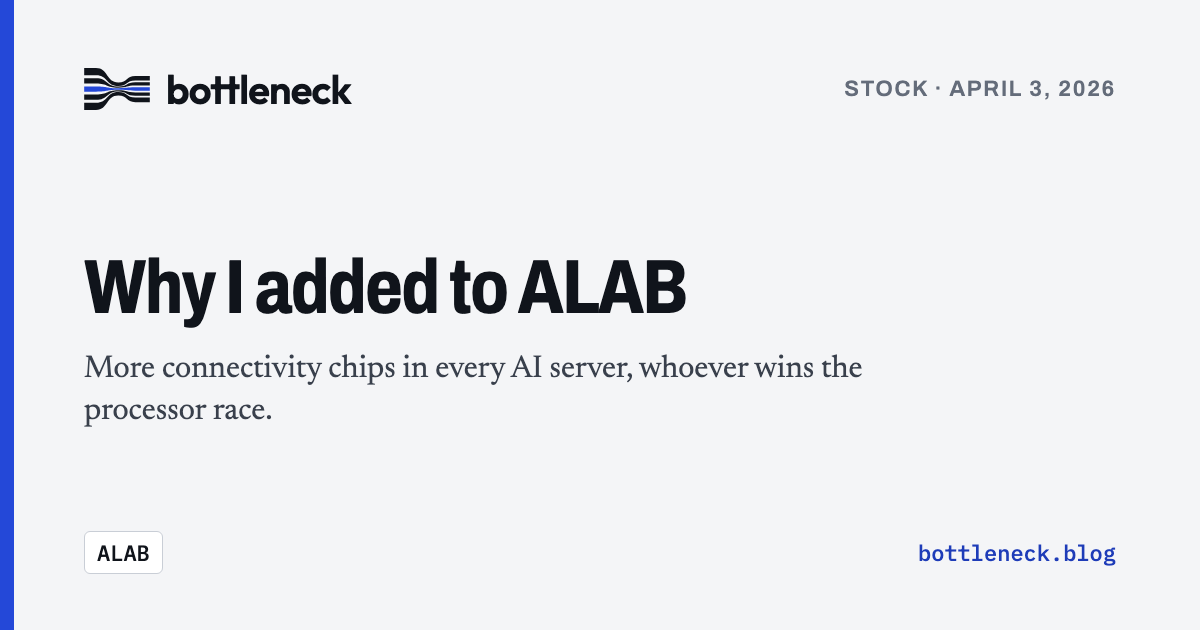 bottleneck
STOCK · APRIL 3, 2026
Why I added to ALAB
More connectivity chips in every AI server, whoever wins the
processor race.
ALAB
bottleneck.blog